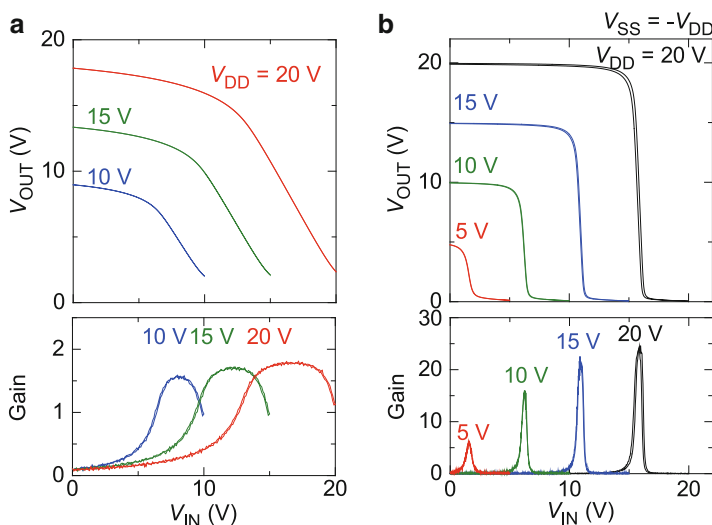 a
20
10
0
V_OUT (V)
V_DD = 20 V
15 V
10 V
2
1
0
Gain
10 V 15 V 20 V
0 10 20
V_IN (V)
b
V_SS = -V_DD
V_DD = 20 V
20
10
0
V_OUT (V)
15 V
10 V
5 V
30
20
10
0
Gain
5 V
10 V
15 V
20 V
0 10 20
V_IN (V)